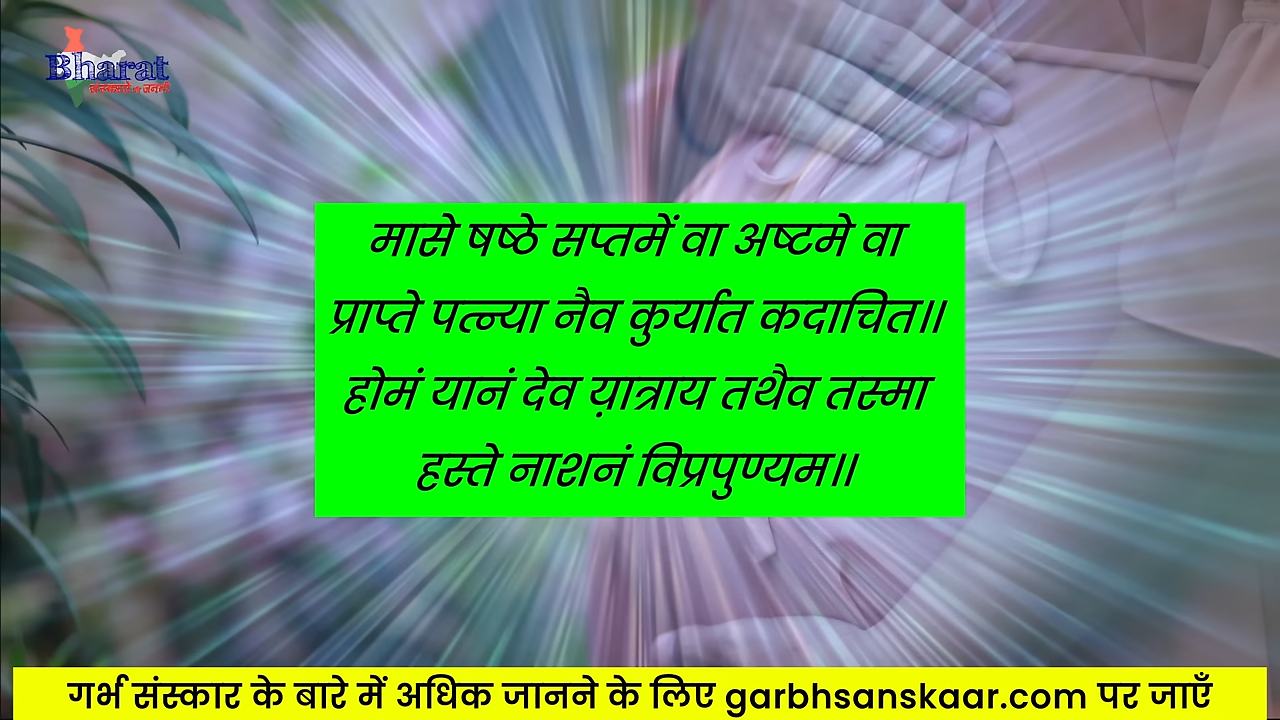 Bharat
मासे षष्ठे सप्तमें वा अष्टमे वा
प्राप्ते पत्न्या नैव कुर्यात कदाचित॥
होमं यानं देव य़ात्राय तथैव तस्मा
हस्ते नाशनं विप्रपुण्यम॥
गर्भ संस्कार के बारे में अधिक जानने के लिए garbhsanskaar.com पर जाएँ